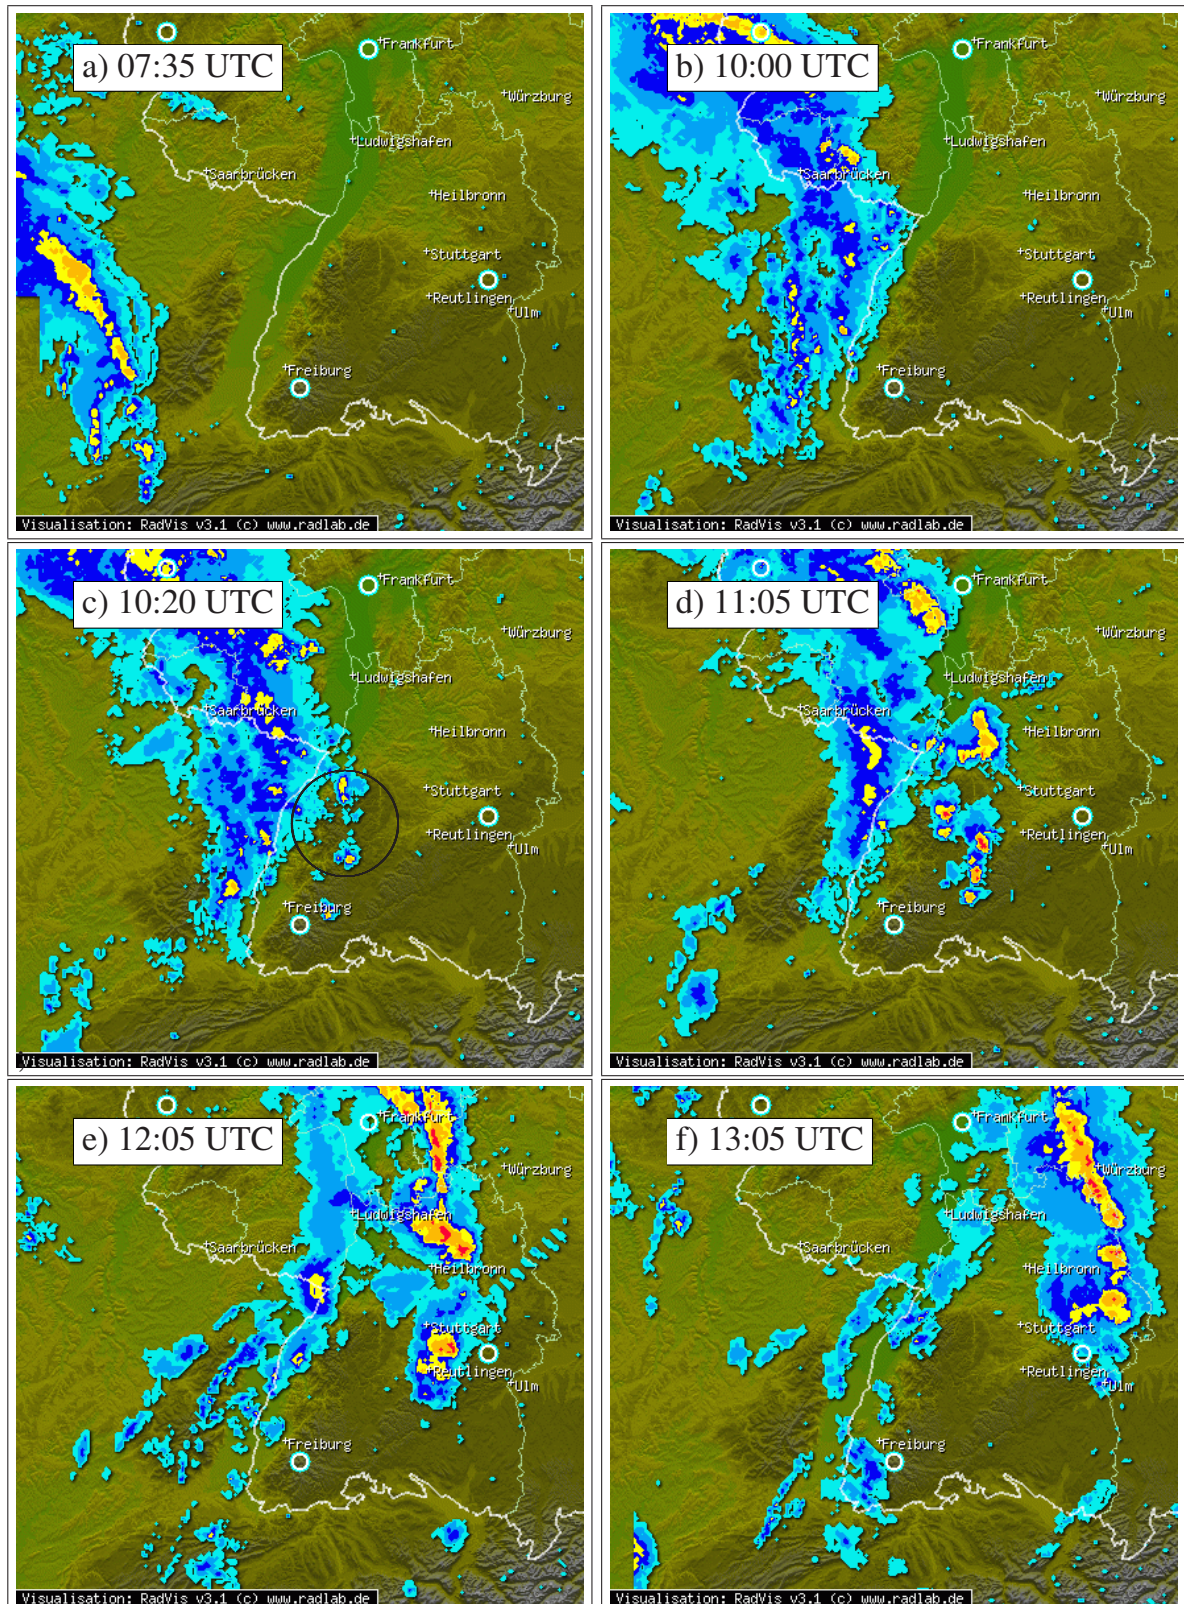 a) 07:35 UTC
+Frankfurt
+Würzburg
+Ludwigshafen
+Saarbrücken
+Heilbronn
+Stuttgart
+Reutlingen
+Ulm
+Freiburg
Visualisation: RadVis v3.1 (c) www.radlab.de
b) 10:00 UTC
+Frankfurt
+Würzburg
+Ludwigshafen
+Saarbrücken
+Heilbronn
+Stuttgart
+Reutlingen
+Ulm
+Freiburg
Visualisation: RadVis v3.1 (c) www.radlab.de
c) 10:20 UTC
+Frankfurt
+Würzburg
+Ludwigshafen
+Saarbrücken
+Heilbronn
+Stuttgart
+Reutlingen
+Ulm
+Freiburg
Visualisation: RadVis v3.1 (c) www.radlab.de
d) 11:05 UTC
+Frankfurt
+Würzburg
+Ludwigshafen
+Saarbrücken
+Heilbronn
+Stuttgart
+Reutlingen
+Ulm
+Freiburg
Visualisation: RadVis v3.1 (c) www.radlab.de
e) 12:05 UTC
+Frankfurt
+Würzburg
+Ludwigshafen
+Saarbrücken
+Heilbronn
+Stuttgart
+Reutlingen
+Ulm
+Freiburg
Visualisation: RadVis v3.1 (c) www.radlab.de
f) 13:05 UTC
+Frankfurt
+Würzburg
+Ludwigshafen
+Saarbrücken
+Heilbronn
+Stuttgart
+Reutlingen
+Ulm
+Freiburg
Visualisation: RadVis v3.1 (c) www.radlab.de